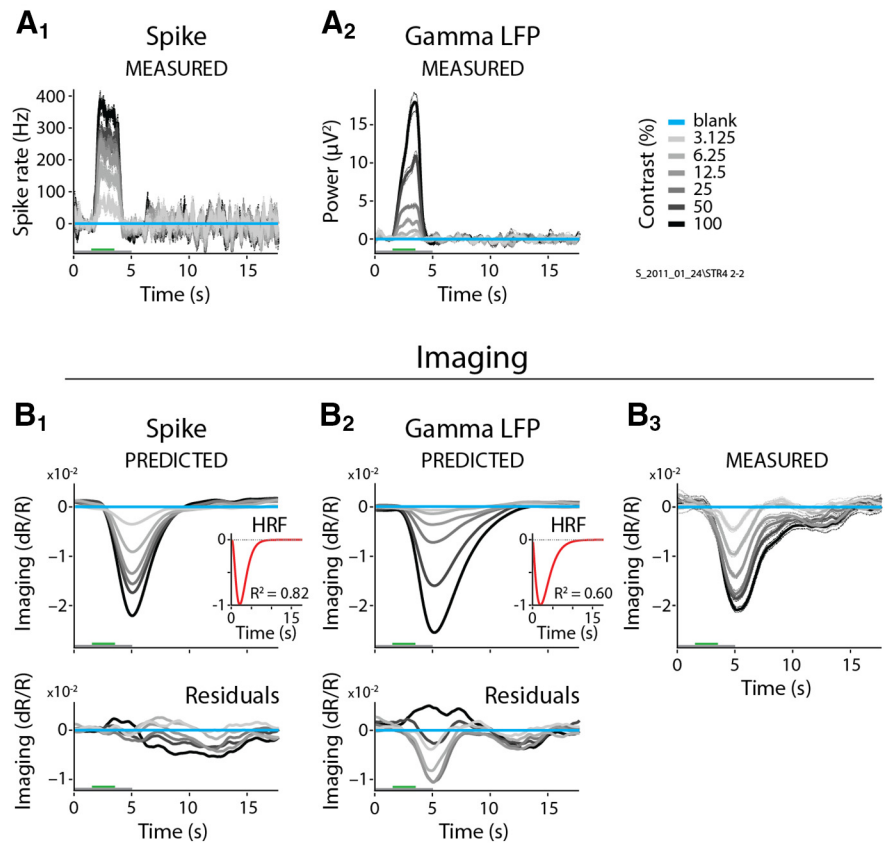 A1 Spike
MEASURED
Spike rate (Hz)
400
300
200
100
0
0 5 10 15
Time (s)
A2 Gamma LFP
MEASURED
Power (µV²)
15
10
5
0
0 5 10 15
Time (s)
Contrast (%)
blank
3.125
6.25
12.5
25
50
100
S_2011_01_24\STR4 2-2
Imaging
B1 Spike
PREDICTED
x10⁻²
Imaging (dR/R)
0
−1
−2
HRF
0
-1
R² = 0.82
0 15
Time (s)
B2 Gamma LFP
PREDICTED
x10⁻²
Imaging (dR/R)
0
−1
−2
HRF
0
-1
R² = 0.60
0 15
Time (s)
B3
MEASURED
x10⁻²
Imaging (dR/R)
0
−1
−2
0 5 10 15
Time (s)
x10⁻²
Residuals
Imaging (dR/R)
0
−1
0 5 10 15
Time (s)
x10⁻²
Residuals
Imaging (dR/R)
0
−1
0 5 10 15
Time (s)